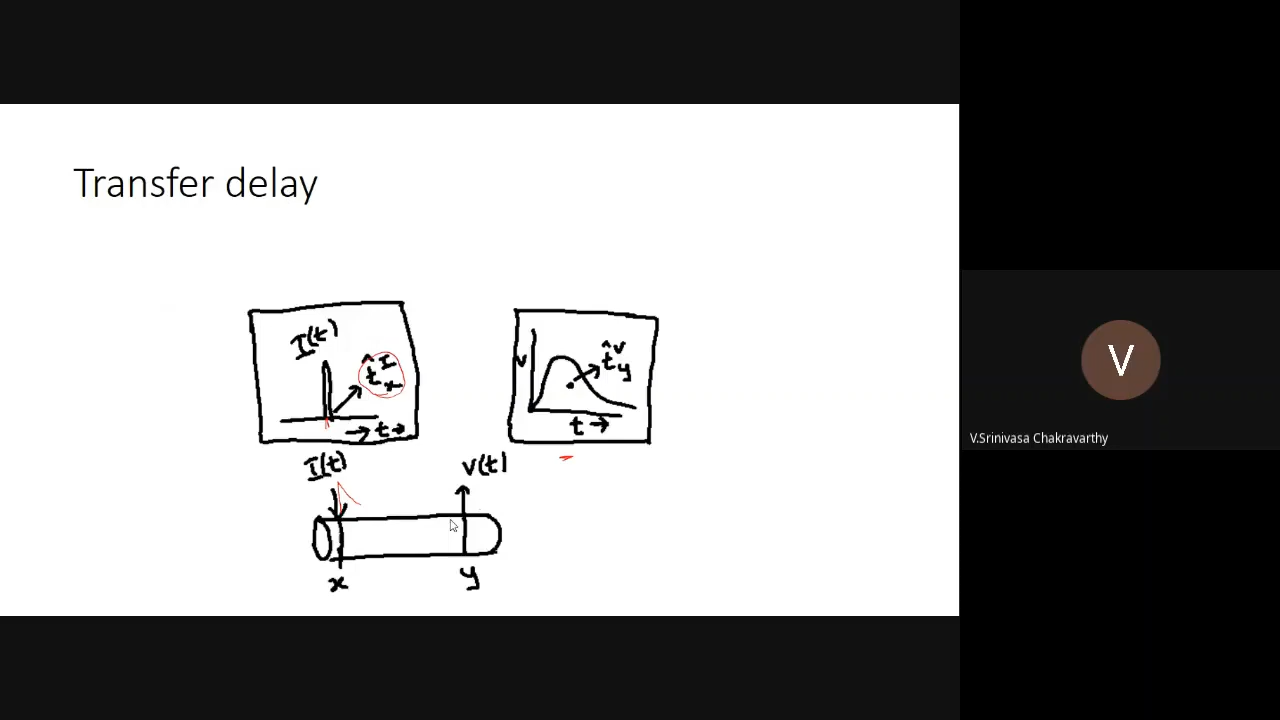 Transfer delay
I(t)
t̂ᴵₓ
→ t →
V
t̂ⱽᵧ
t →
I(t)
V(t)
x
y
V
V.Srinivasa Chakravarthy